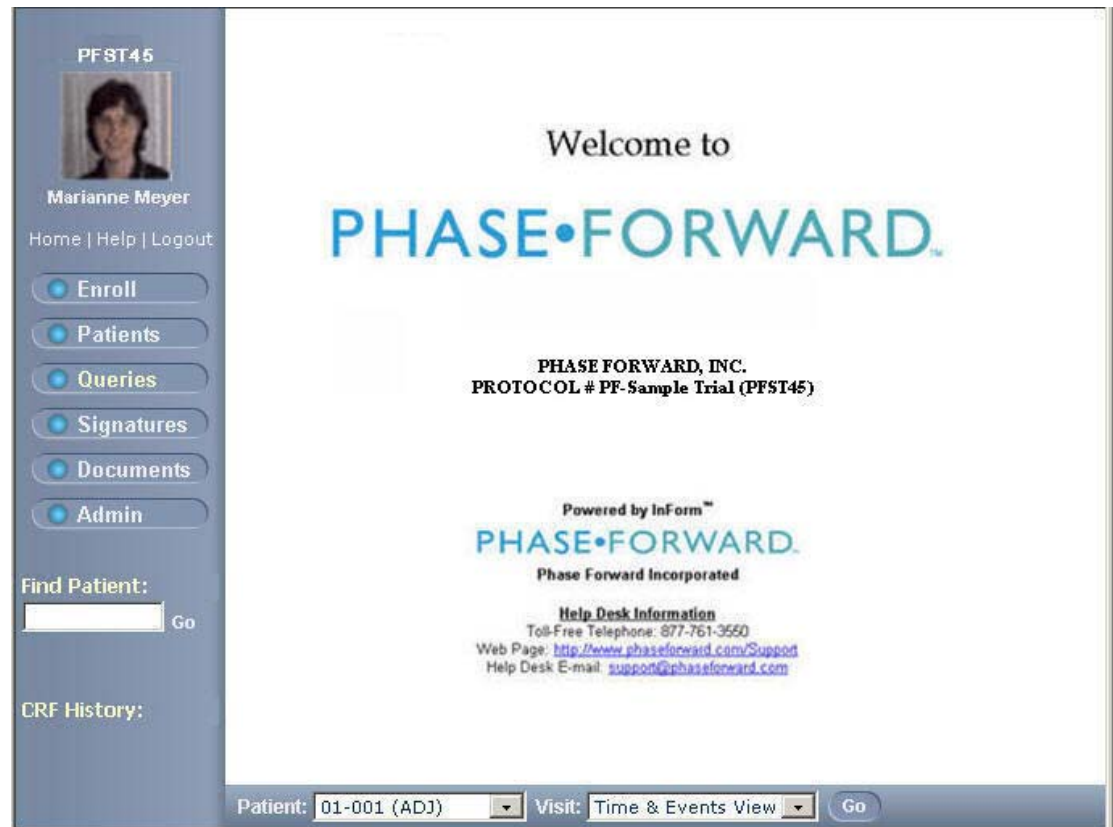 PFST45
Marianne Meyer
Home | Help | Logout
Enroll
Patients
Queries
Signatures
Documents
Admin
Find Patient:
Go
CRF History:
Welcome to
PHASE•FORWARD™
PHASE FORWARD, INC.
PROTOCOL # PF-Sample Trial (PFST45)
Powered by InForm™
PHASE•FORWARD.
Phase Forward Incorporated
Help Desk Information
Toll-Free Telephone: 877-761-3550
Web Page: http://www.phaseforward.com/Support
Help Desk E-mail: support@phaseforward.com
Patient: 01-001 (ADJ) Visit: Time & Events View Go